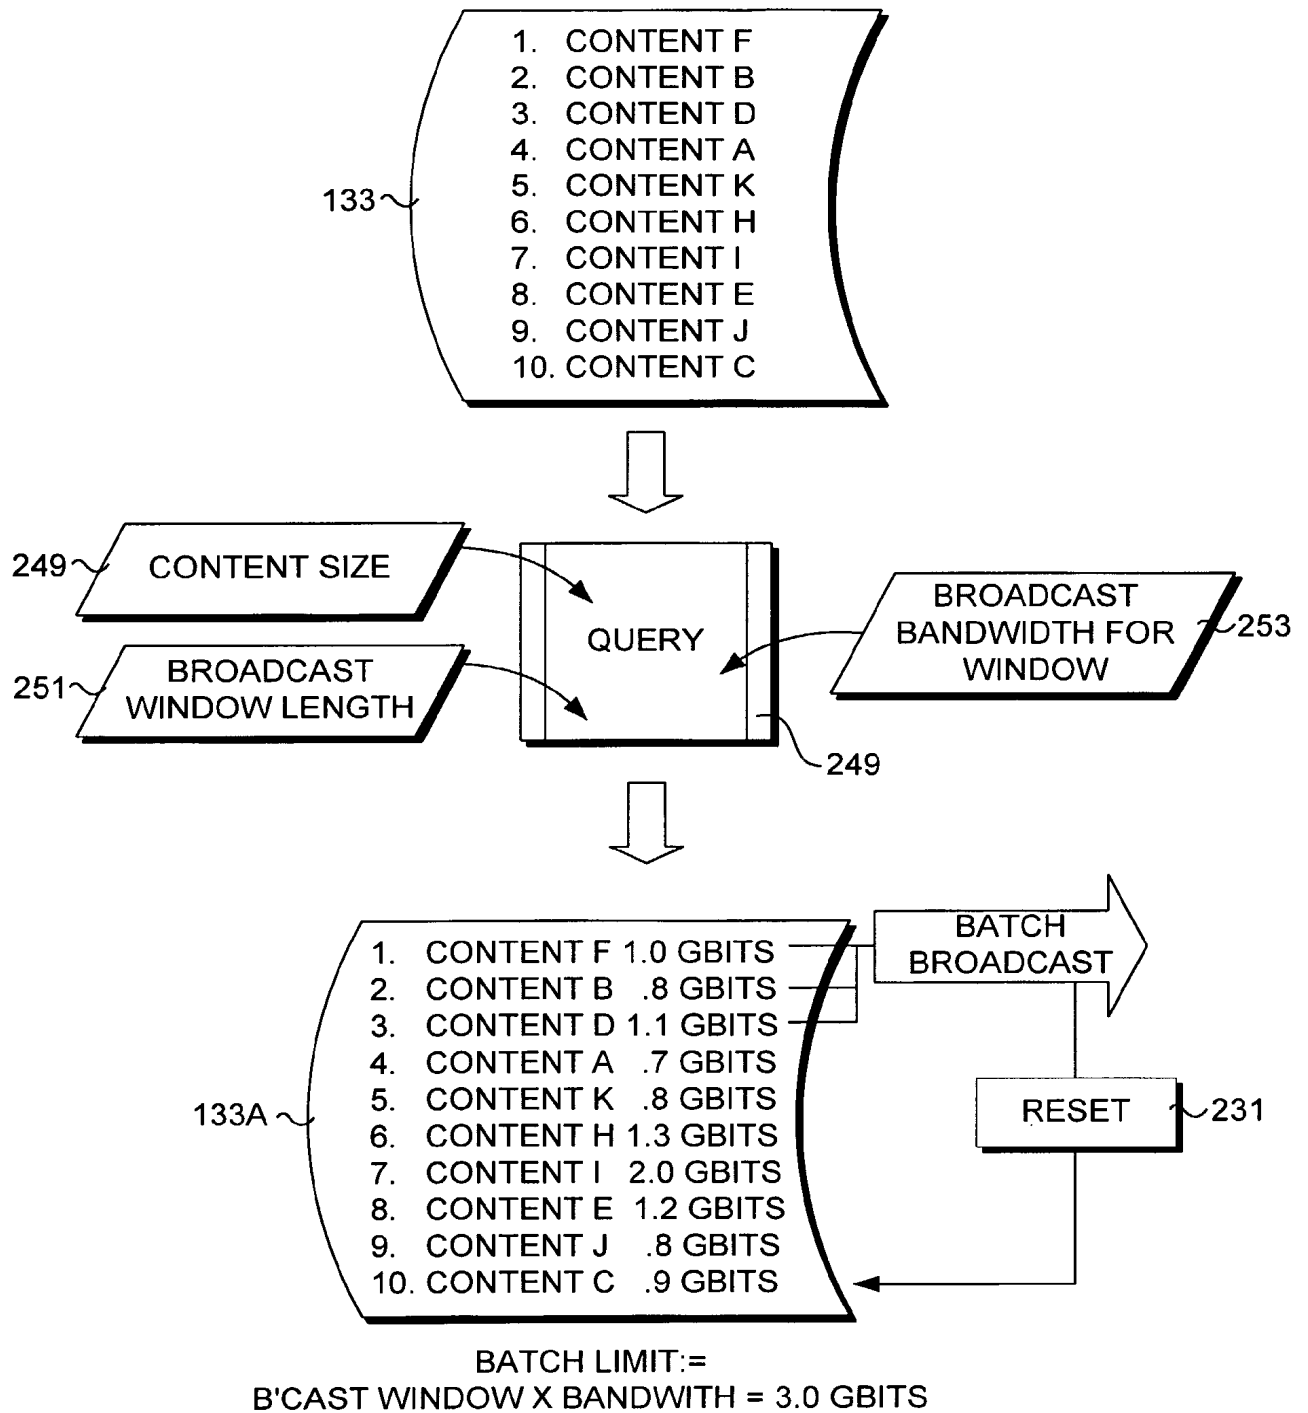 1. CONTENT F
2. CONTENT B
3. CONTENT D
4. CONTENT A
5. CONTENT K
6. CONTENT H
7. CONTENT I
8. CONTENT E
9. CONTENT J
10. CONTENT C
133
249
CONTENT SIZE
251
BROADCAST
WINDOW LENGTH
QUERY
249
BROADCAST
BANDWIDTH FOR
WINDOW
253
1. CONTENT F 1.0 GBITS
2. CONTENT B .8 GBITS
3. CONTENT D 1.1 GBITS
4. CONTENT A .7 GBITS
5. CONTENT K .8 GBITS
6. CONTENT H 1.3 GBITS
7. CONTENT I 2.0 GBITS
8. CONTENT E 1.2 GBITS
9. CONTENT J .8 GBITS
10. CONTENT C .9 GBITS
133A
BATCH
BROADCAST
RESET
231
BATCH LIMIT:=
B'CAST WINDOW X BANDWITH = 3.0 GBITS